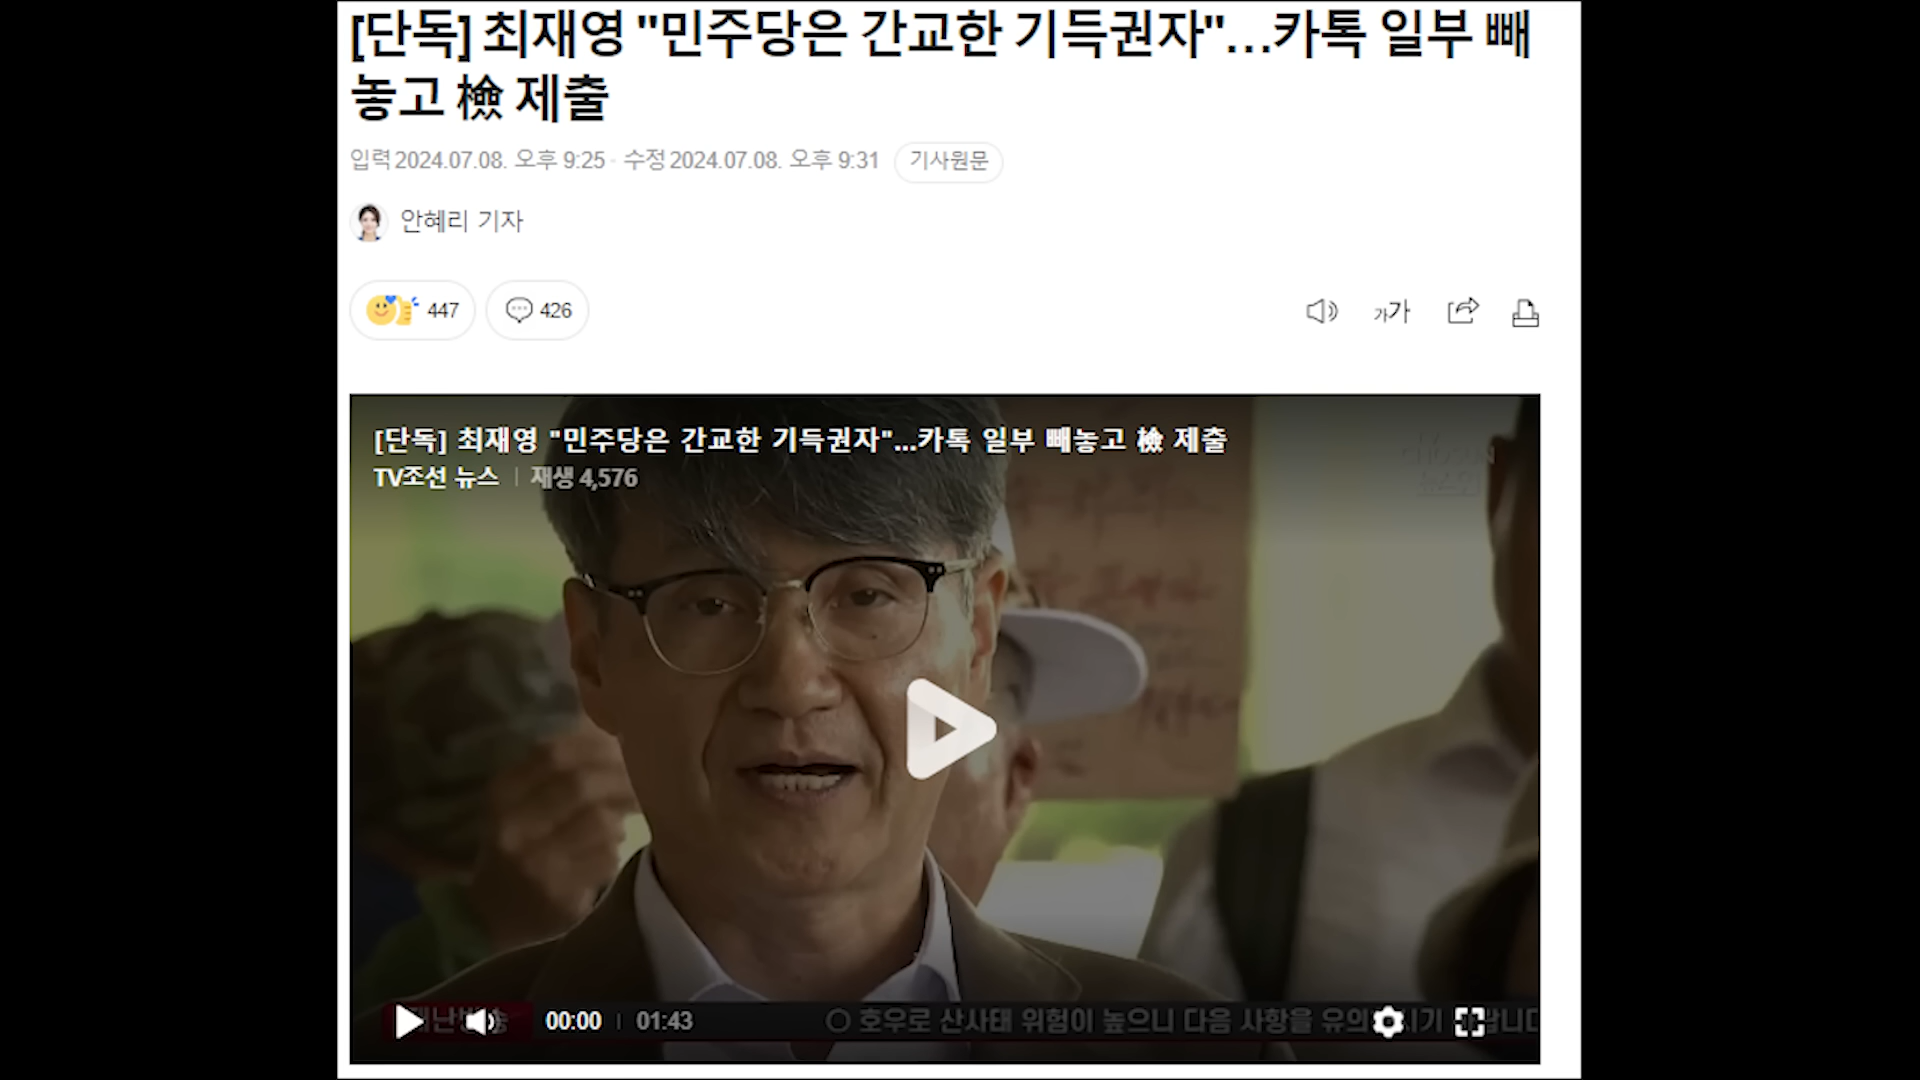 [단독] 최재영 "민주당은 간교한 기득권자"…카톡 일부 빼
놓고 檢 제출
입력 2024.07.08. 오후 9:25 · 수정 2024.07.08. 오후 9:31 기사원문
안혜리 기자
447 426
가가
[단독] 최재영 "민주당은 간교한 기득권자"...카톡 일부 빼놓고 檢 제출
TV조선 뉴스 | 재생 4,576
00:00 | 01:43
호우로 산사태 위험이 높으니 다음 사항을 유의